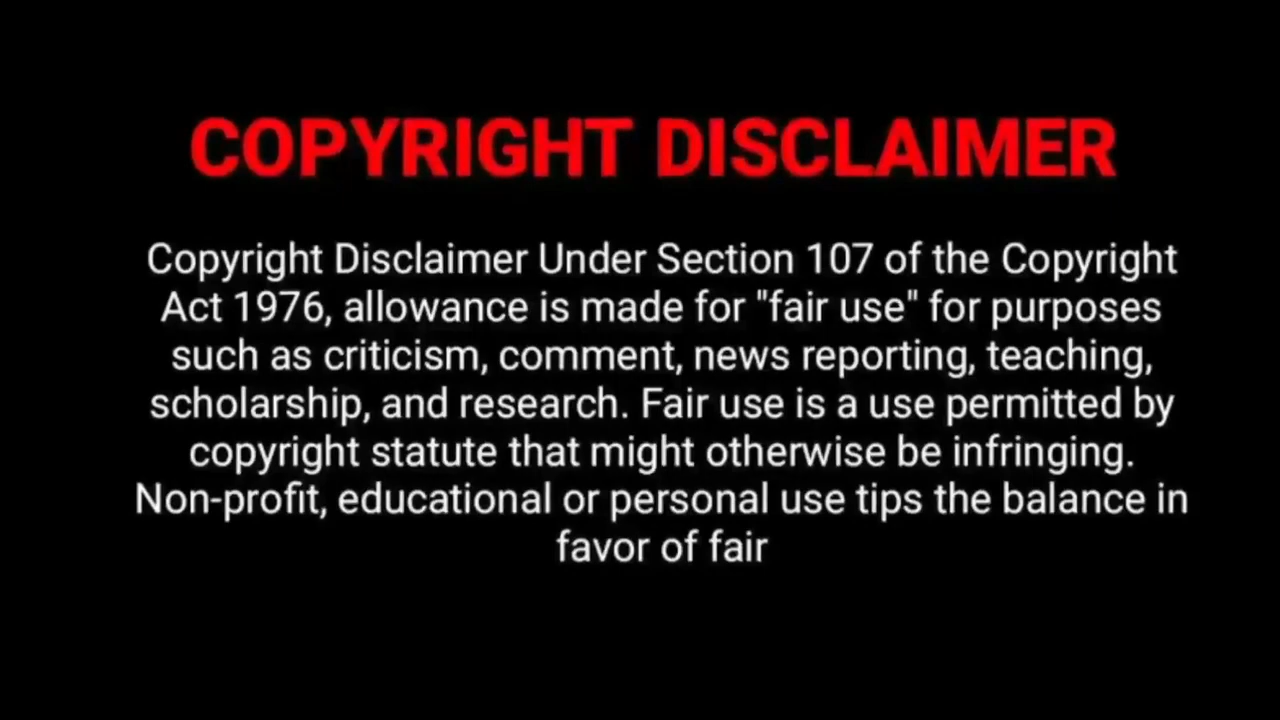 COPYRIGHT DISCLAIMER
Copyright Disclaimer Under Section 107 of the Copyright
Act 1976, allowance is made for "fair use" for purposes
such as criticism, comment, news reporting, teaching,
scholarship, and research. Fair use is a use permitted by
copyright statute that might otherwise be infringing.
Non-profit, educational or personal use tips the balance in
favor of fair